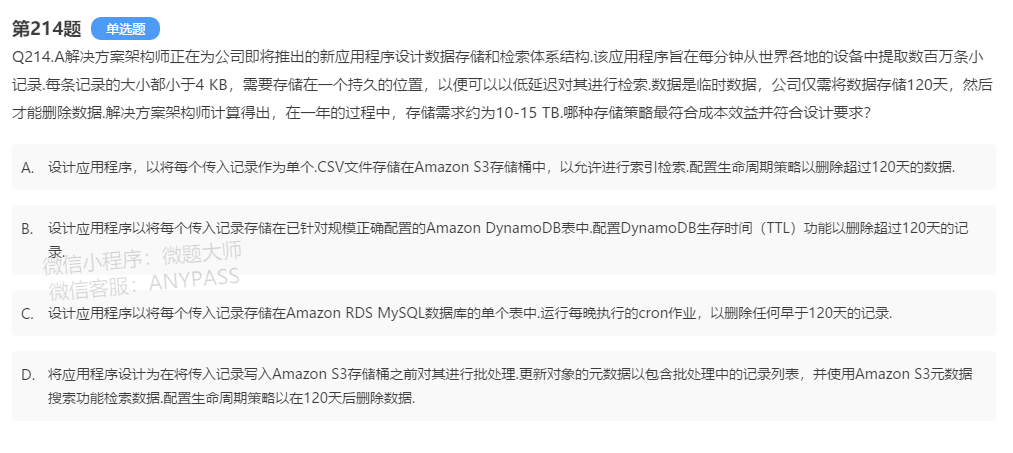 第214题 单选题
Q214.A解决方案架构师正在为公司即将推出的新应用程序设计数据存储和检索体系结构.该应用程序旨在每分钟从世界各地的设备中提取数百万条小
记录.每条记录的大小都小于4 KB，需要存储在一个持久的位置，以便可以以低延迟对其进行检索.数据是临时数据，公司仅需将数据存储120天，然后
才能删除数据.解决方案架构师计算得出，在一年的过程中，存储需求约为10-15 TB.哪种存储策略最符合成本效益并符合设计要求？
A. 设计应用程序，以将每个传入记录作为单个.CSV文件存储在Amazon S3存储桶中，以允许进行索引检索.配置生命周期策略以删除超过120天的数据.
B. 设计应用程序以将每个传入记录存储在已针对规模正确配置的Amazon DynamoDB表中.配置DynamoDB生存时间（TTL）功能以删除超过120天的记
录.
微信小程序：微题大师
微信客服：ANYPASS
C. 设计应用程序以将每个传入记录存储在Amazon RDS MySQL数据库的单个表中.运行每晚执行的cron作业，以删除任何早于120天的记录.
D. 将应用程序设计为在将传入记录写入Amazon S3存储桶之前对其进行批处理.更新对象的元数据以包含批处理中的记录列表，并使用Amazon S3元数据
搜索功能检索数据.配置生命周期策略以在120天后删除数据.